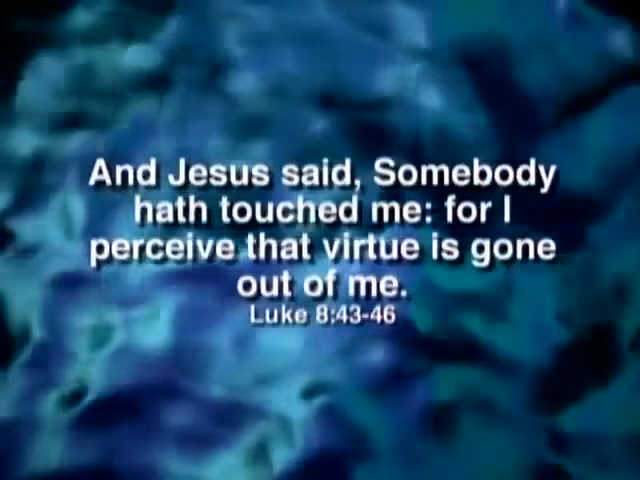 And Jesus said, Somebody
hath touched me: for I
perceive that virtue is gone
out of me.
Luke 8:43-46